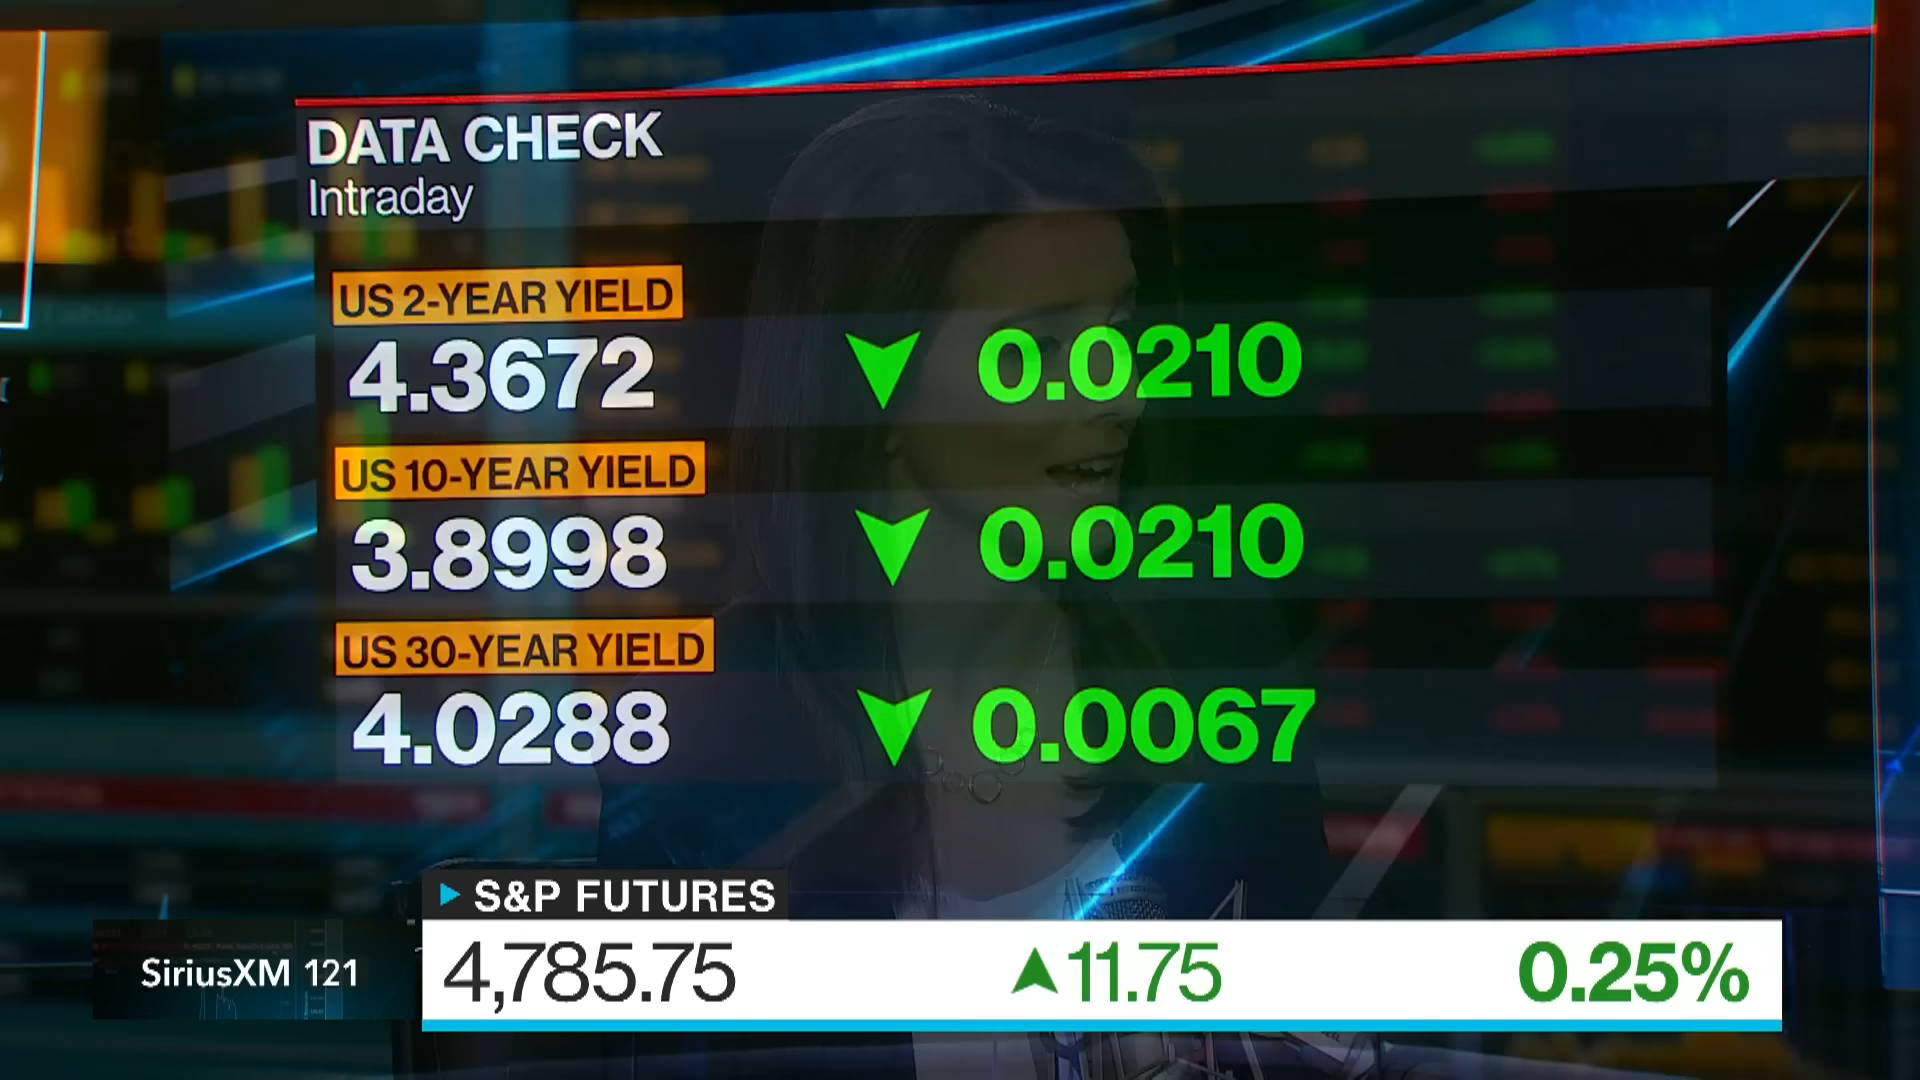 DATA CHECK
Intraday
US 2-YEAR YIELD
4.3672 ▼ 0.0210
US 10-YEAR YIELD
3.8998 ▼ 0.0210
US 30-YEAR YIELD
4.0288 ▼ 0.0067
S&P FUTURES
4,785.75 ▲11.75 0.25%
SiriusXM 121